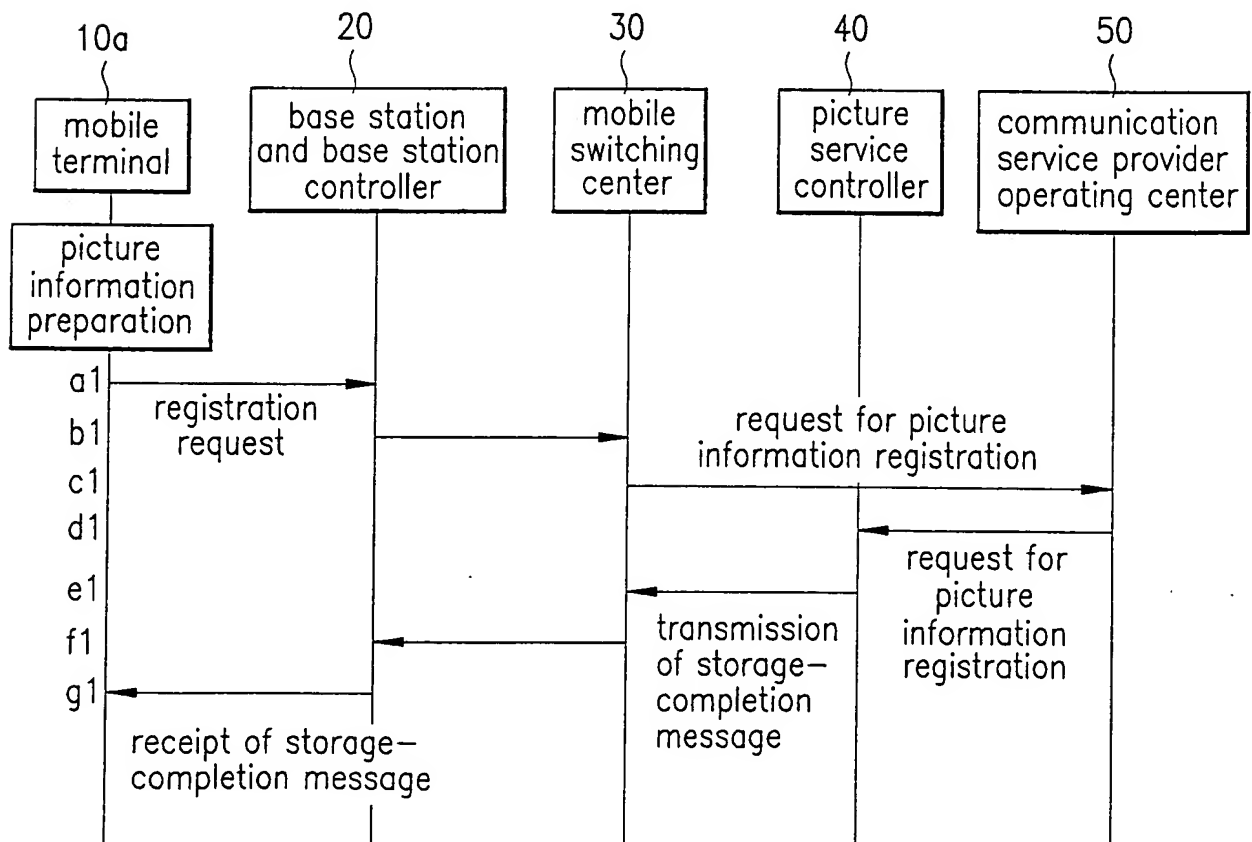 10a
20
30
40
50
mobile
terminal
base station
and base station
controller
mobile
switching
center
picture
service
controller
communication
service provider
operating center
picture
information
preparation
a1
registration
request
b1
request for picture
information registration
c1
d1
request for
picture
information
registration
e1
transmission
of storage-
completion
message
f1
g1
receipt of storage-
completion message